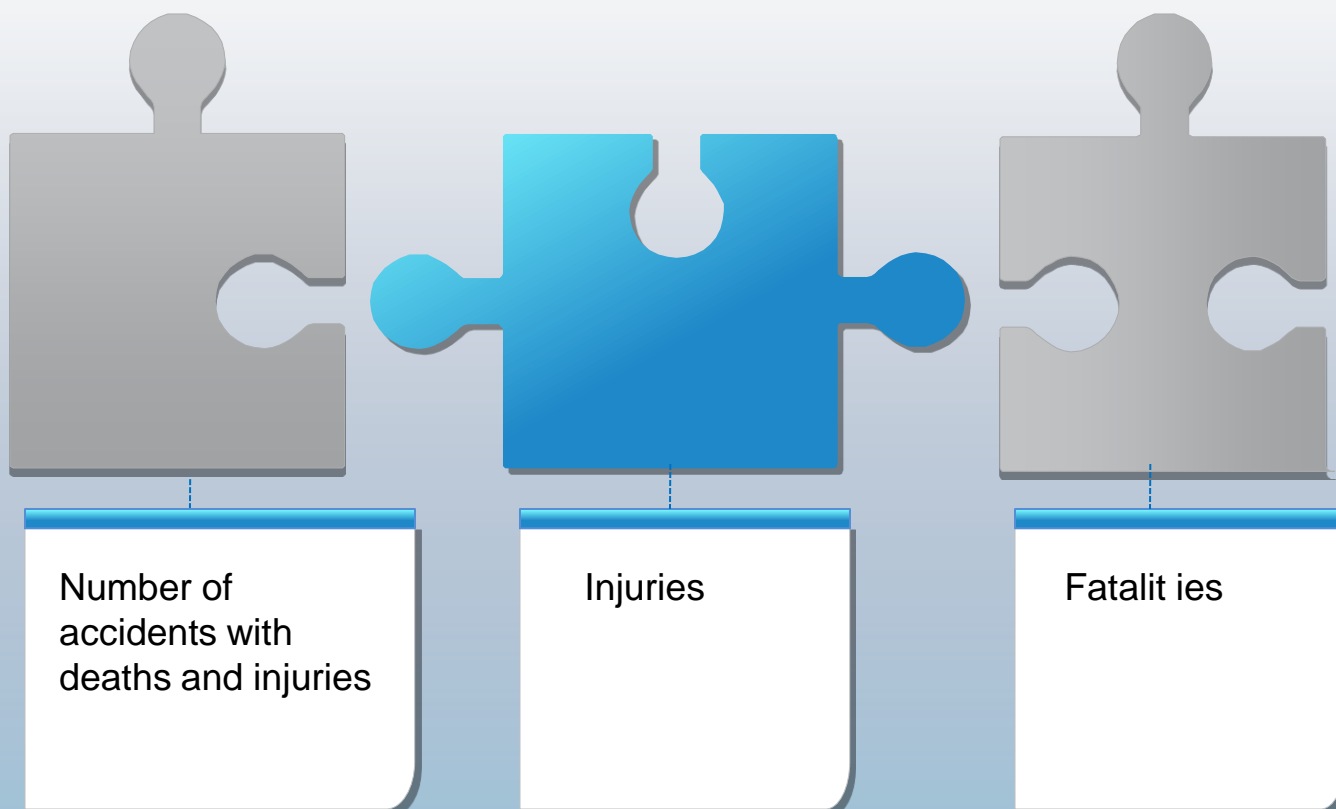 Number of
accidents with
deaths and injuries
Injuries
Fatalit ies